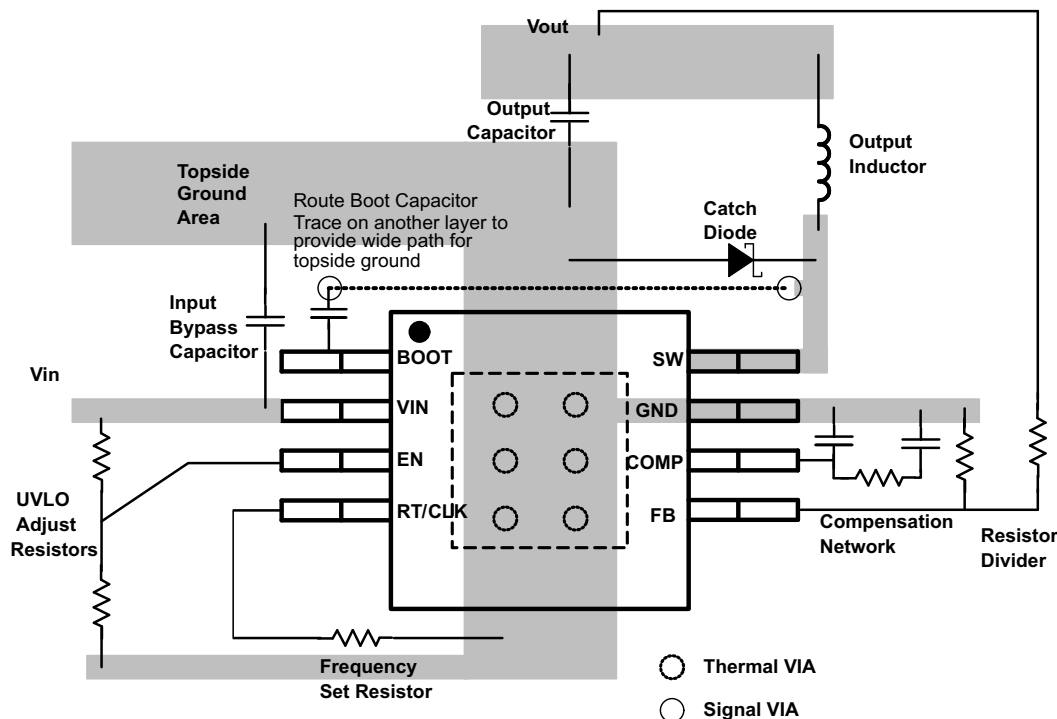 Vout
Output
Capacitor
Output
Inductor
Topside
Ground
Area
Route Boot Capacitor
Trace on another layer to
provide wide path for
topside ground
Catch
Diode
Input
Bypass
Capacitor
Vin
BOOT
VIN
EN
RT/CLK
SW
GND
COMP
FB
UVLO
Adjust
Resistors
Compensation
Network
Resistor
Divider
Frequency
Set Resistor
Thermal VIA
Signal VIA